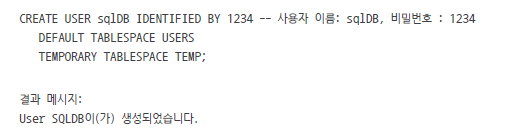 CREATE USER sqlDB IDENTIFIED BY 1234 -- 사용자 이름: sqlDB, 비밀번호 : 1234
DEFAULT TABLESPACE USERS
TEMPORARY TABLESPACE TEMP;
결과 메시지:
User SQLDB이(가) 생성되었습니다.